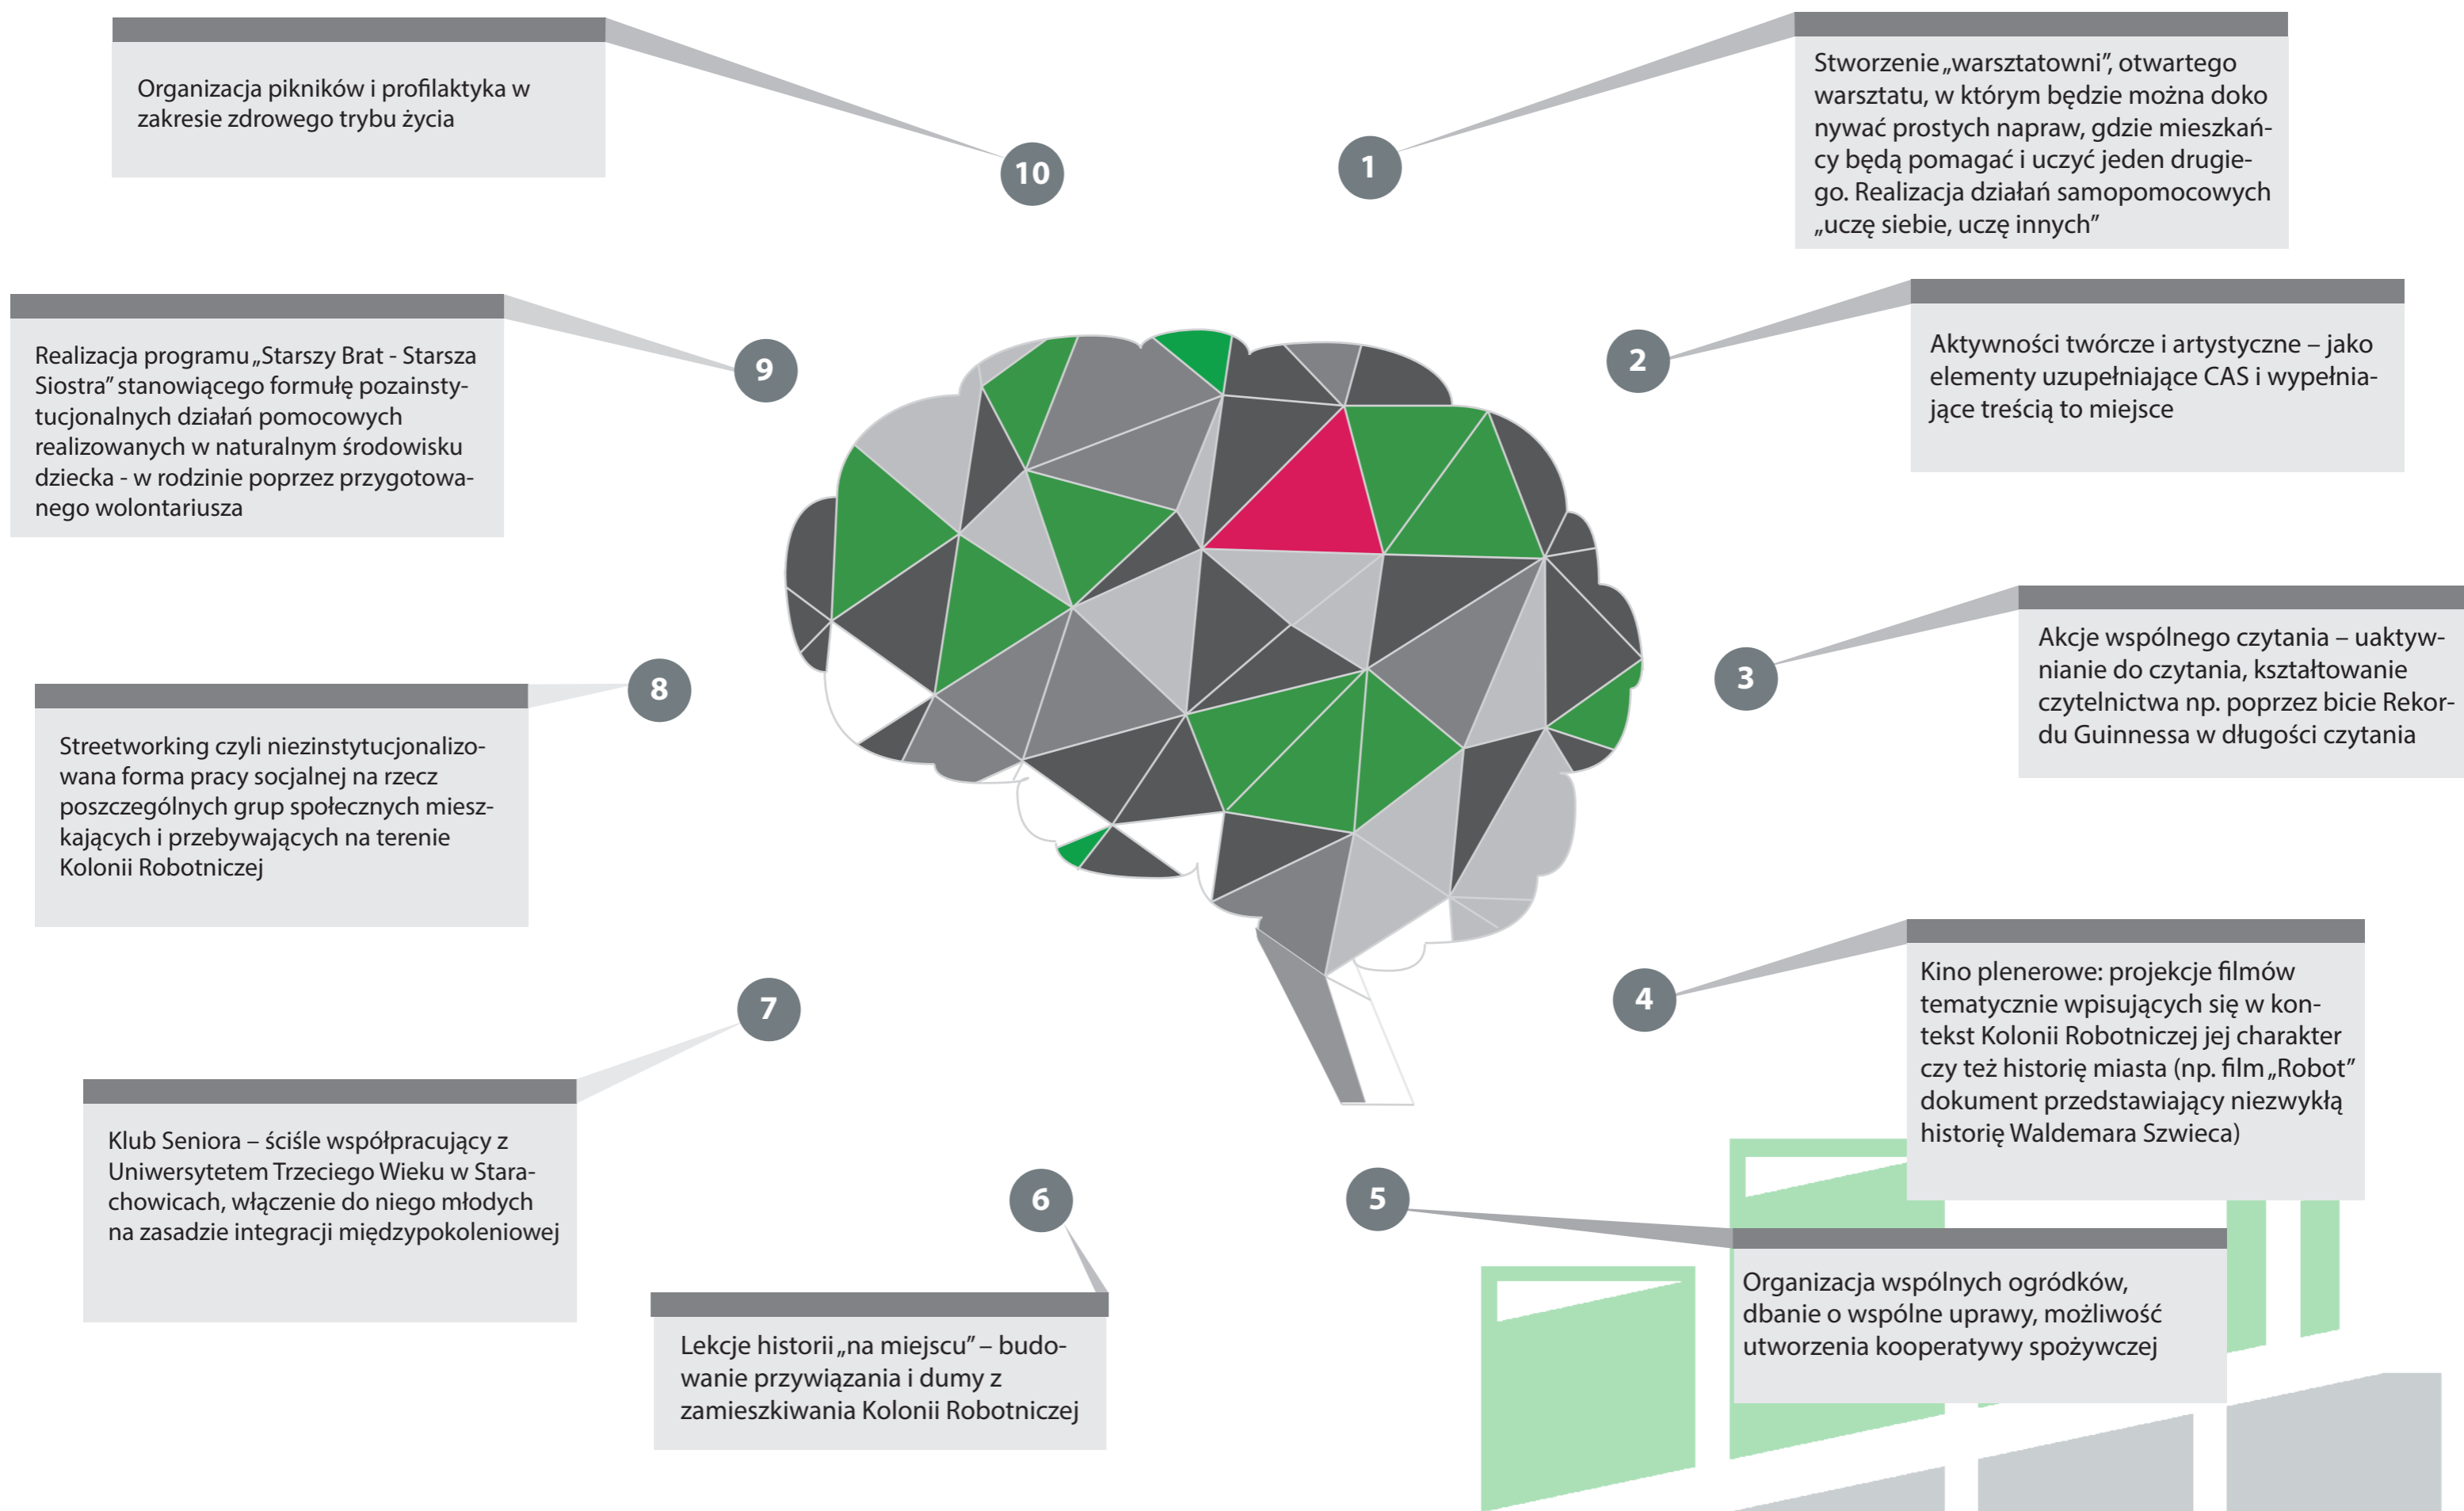 1
Stworzenie „warsztatowni”, otwartego
warsztatu, w którym będzie można doko
nywać prostych napraw, gdzie mieszkań-
cy będą pomagać i uczyć jeden drugie-
go. Realizacja działań samopomocowych
„uczę siebie, uczę innych”
2
Aktywności twórcze i artystyczne – jako
elementy uzupełniające CAS i wypełnia-
jące treścią to miejsce
3
Akcje wspólnego czytania – uaktyw-
nianie do czytania, kształtowanie
czytelnictwa np. poprzez bicie Rekor-
du Guinnessa w długości czytania
4
Kino plenerowe: projekcje filmów
tematycznie wpisujących się w kon-
tekst Kolonii Robotniczej jej charakter
czy też historię miasta (np. film „Robot”
dokument przedstawiający niezwykłą
historię Waldemara Szwieca)
5
Organizacja wspólnych ogródków,
dbanie o wspólne uprawy, możliwość
utworzenia kooperatywy spożywczej
6
Lekcje historii „na miejscu” – budo-
wanie przywiązania i dumy z
zamieszkiwania Kolonii Robotniczej
7
Klub Seniora – ściśle współpracujący z
Uniwersytetem Trzeciego Wieku w Stara-
chowicach, włączenie do niego młodych
na zasadzie integracji międzypokoleniowej
8
Streetworking czyli niezinstytucjonalizo-
wana forma pracy socjalnej na rzecz
poszczególnych grup społecznych miesz-
kających i przebywających na terenie
Kolonii Robotniczej
9
Realizacja programu „Starszy Brat - Starsza
Siostra” stanowiącego formułę pozainsty-
tucjonalnych działań pomocowych
realizowanych w naturalnym środowisku
dziecka - w rodzinie poprzez przygotowa-
nego wolontariusza
10
Organizacja pikników i profilaktyka w
zakresie zdrowego trybu życia